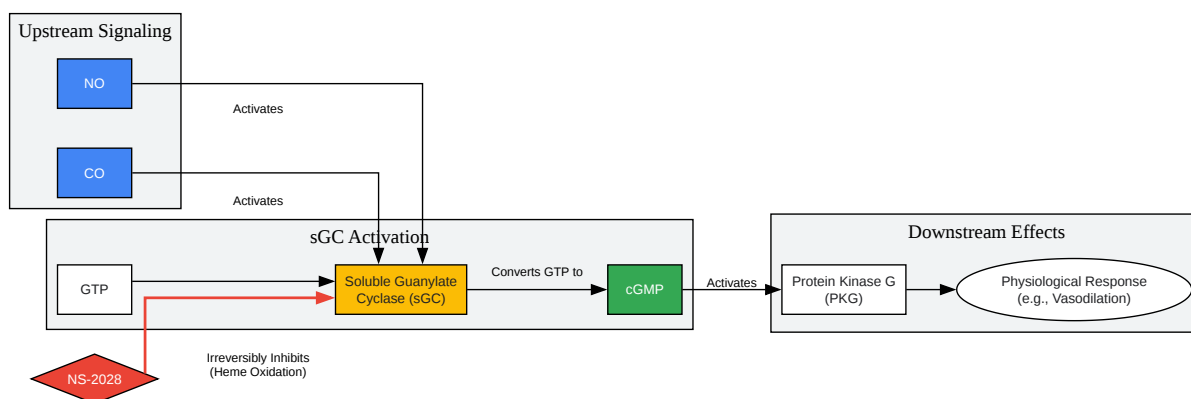 Upstream Signaling
NO
Activates
CO
Activates
sGC Activation
GTP
Soluble Guanylate
Cyclase (sGC)
Converts GTP to
cGMP
Activates
Downstream Effects
Protein Kinase G
(PKG)
Physiological Response
(e.g., Vasodilation)
NS-2028
Irreversibly Inhibits
(Heme Oxidation)